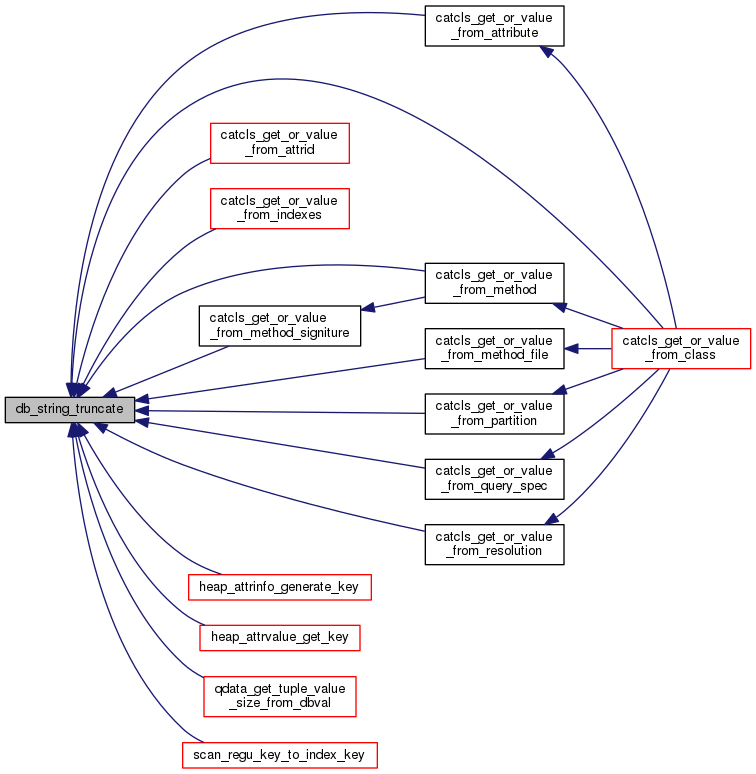 catcls_get_or_value
_from_attribute
catcls_get_or_value
_from_attrid
catcls_get_or_value
_from_indexes
catcls_get_or_value
_from_method
catcls_get_or_value
_from_method_signiture
catcls_get_or_value
_from_method_file
catcls_get_or_value
_from_class
db_string_truncate
catcls_get_or_value
_from_partition
catcls_get_or_value
_from_query_spec
catcls_get_or_value
_from_resolution
heap_attrinfo_generate_key
heap_attrvalue_get_key
qdata_get_tuple_value
_size_from_dbval
scan_regu_key_to_index_key